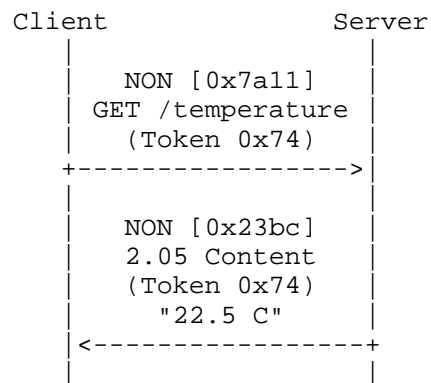 Client Server
NON [0x7a11]
GET /temperature
(Token 0x74)
NON [0x23bc]
2.05 Content
(Token 0x74)
"22.5 C"